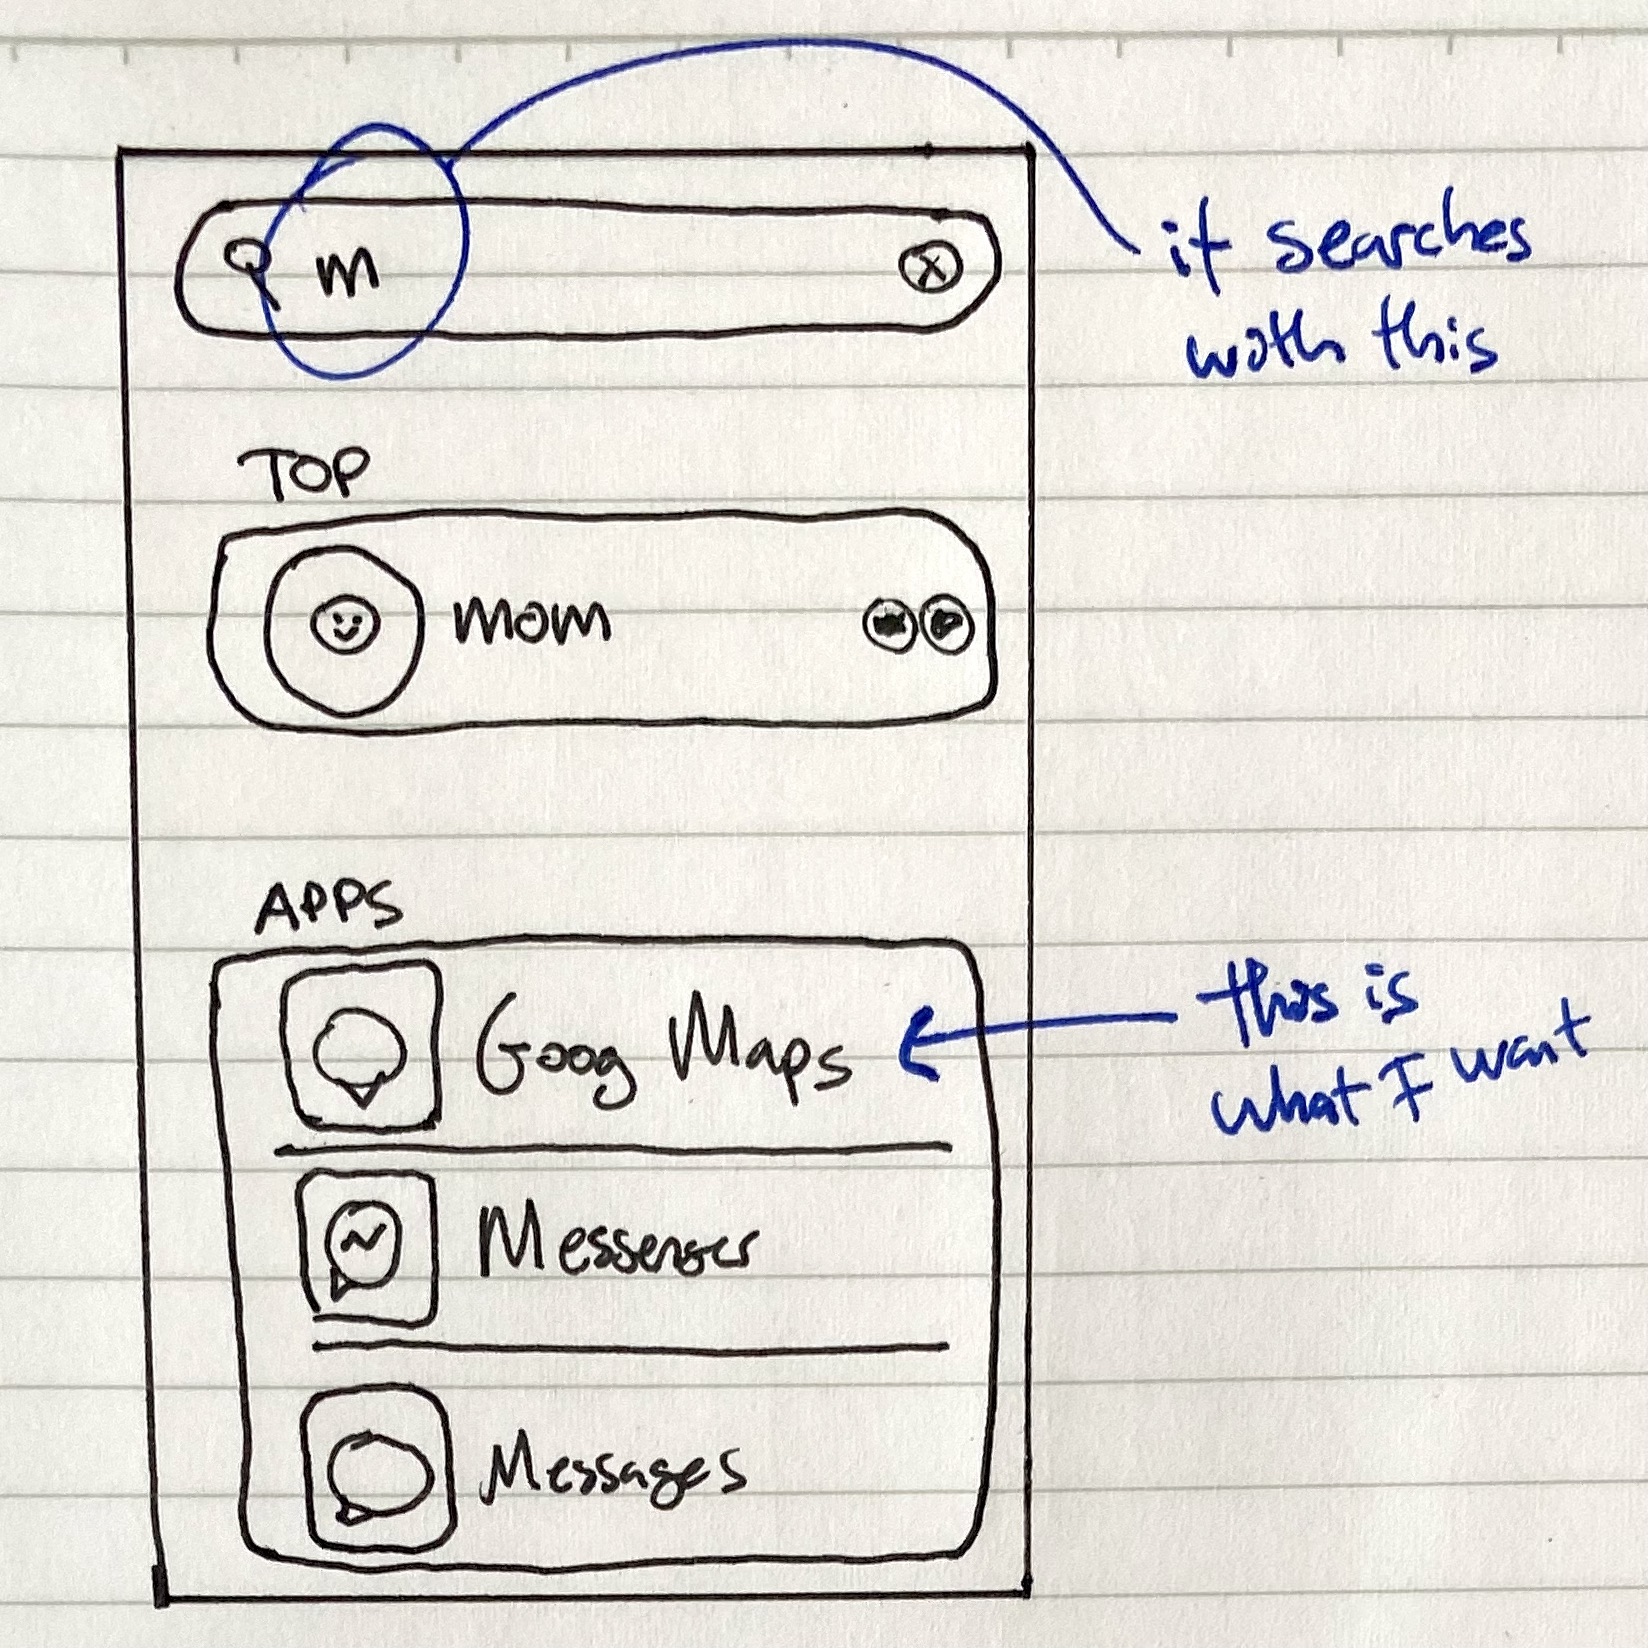 m
X
it searches
with this
TOP
mom
APPS
Goog Maps
this is
what I want
Messenger
Messages